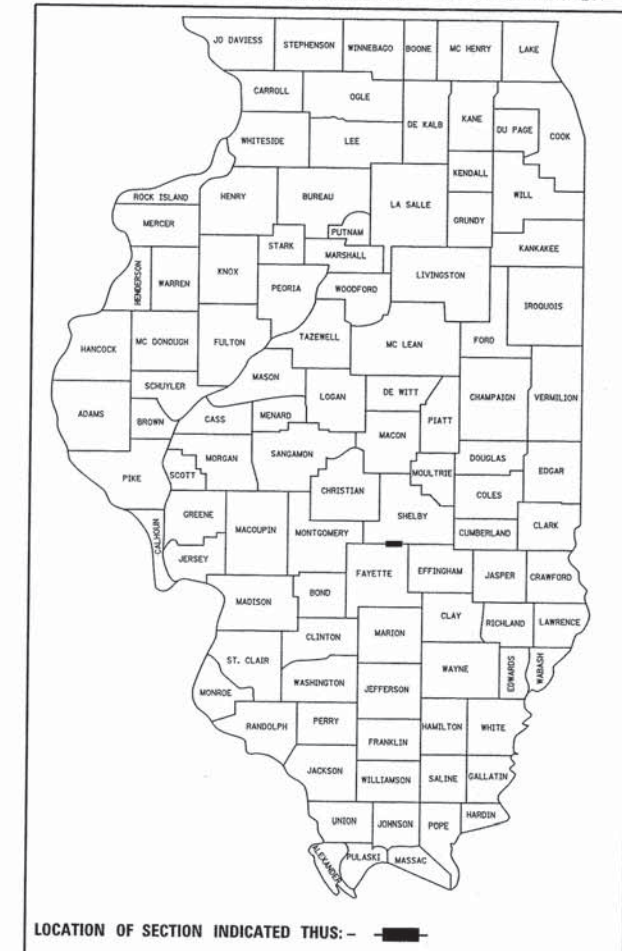 JO DAVIESS
STEPHENSON
WINNEBAGO
BOONE
MC HENRY
LAKE
CARROLL
OGLE
DE KALB
KANE
DU PAGE
COOK
WHITESIDE
LEE
KENDALL
WILL
ROCK ISLAND
HENRY
BUREAU
LA SALLE
GRUNDY
MERCER
PUTNAM
STARK
MARSHALL
KANKAKEE
HENDERSON
WARREN
KNOX
PEORIA
WOODFORD
LIVINGSTON
IROQUOIS
HANCOCK
MC DONOUGH
FULTON
TAZEWELL
MC LEAN
FORD
MASON
SCHUYLER
LOGAN
DE WITT
CHAMPAIGN
VERMILION
ADAMS
BROWN
CASS
MENARD
PIATT
MACON
MORGAN
SANGAMON
DOUGLAS
EDGAR
PIKE
SCOTT
CHRISTIAN
MOULTRIE
COLES
GREENE
MACOUPIN
MONTGOMERY
SHELBY
CUMBERLAND
CLARK
CALHOUN
JERSEY
FAYETTE
EFFINGHAM
JASPER
CRAWFORD
MADISON
BOND
CLAY
RICHLAND
LAWRENCE
CLINTON
MARION
ST. CLAIR
WAYNE
EDWARDS
WABASH
MONROE
WASHINGTON
JEFFERSON
RANDOLPH
PERRY
HAMILTON
WHITE
FRANKLIN
JACKSON
WILLIAMSON
SALINE
GALLATIN
UNION
JOHNSON
POPE
HARDIN
ALEXANDER
PULASKI
MASSAC
LOCATION OF SECTION INDICATED THUS: -